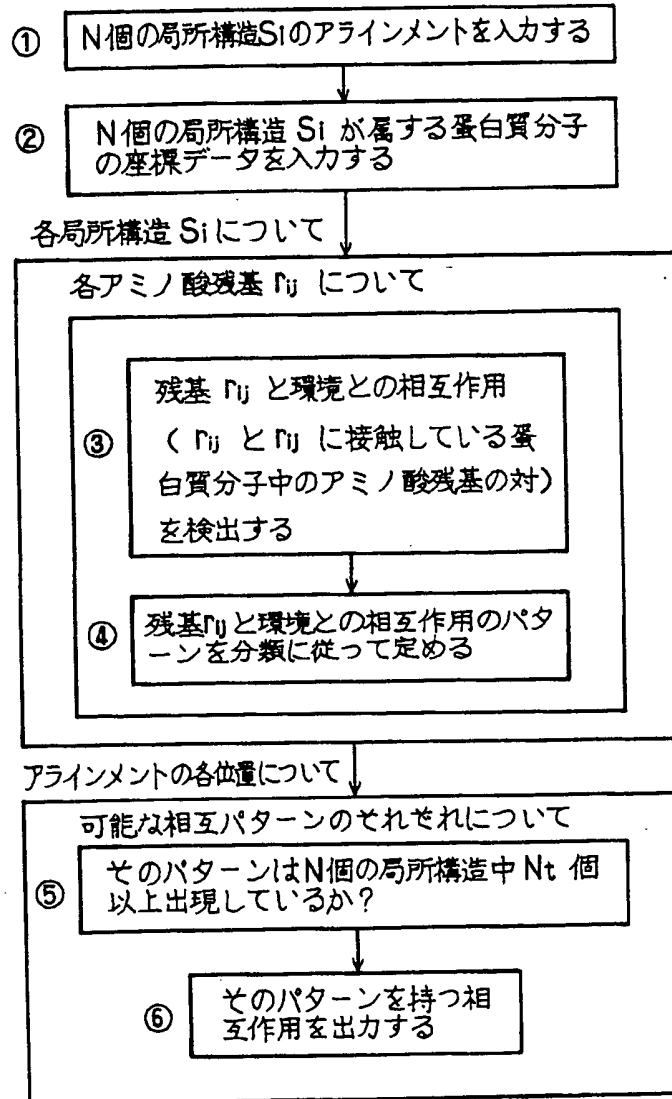 ① N個の局所構造Siのアラインメントを入力する
② N個の局所構造 Si が属する蛋白質分子
の座標データを入力する
各局所構造 Si について
各アミノ酸残基 rij について
残基 rij と環境との相互作用
③ ( rij と rij に接触している蛋
白質分子中のアミノ酸残基の対)
を検出する
④ 残基rijと環境との相互作用のパタ
ーンを分類に従って定める
アラインメントの各位置について
可能な相互パターンのそれぞれについて
⑤ そのパターンはN個の局所構造中 Nt 個
以上出現しているか?
そのパターンを持つ相
⑥ 互作用を出力する